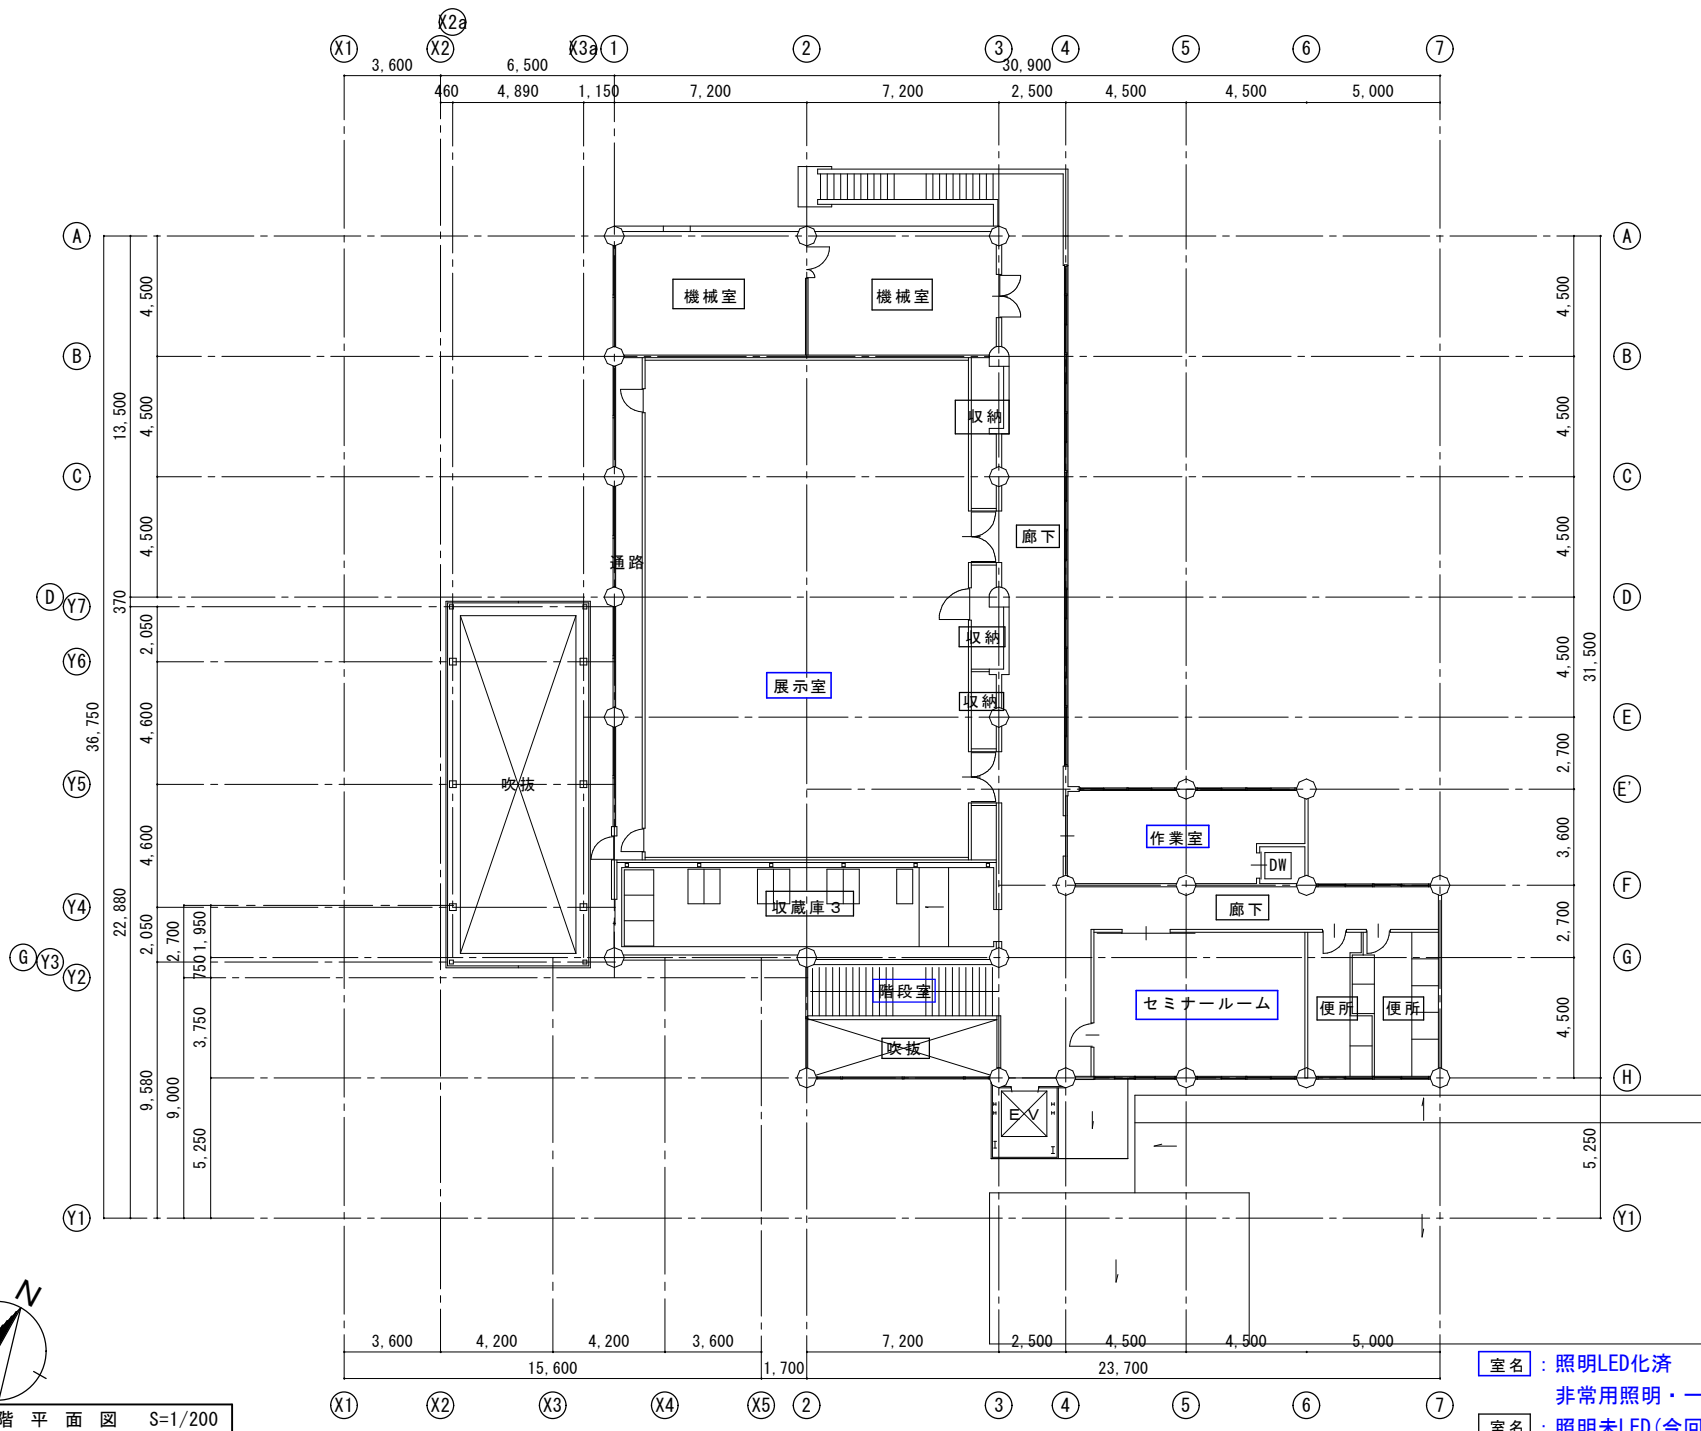 X2a
X1 X2 X3a 1 2 3 4 5 6 7
3,600 6,500 30,900
460 4,890 1,150 7,200 7,200 2,500 4,500 4,500 5,000
A A
4,500 機械室 機械室 4,500
B B
13,500 4,500 収納 4,500
C C
4,500 通路 廊下 4,500
D Y7 370 D
2,050 収納 4,500 31,500
Y6
36,750 4,600 展示室 収納
E E
2,700
Y5 吹抜 E'
4,600 作業室 DW 3,600
F
22,880
Y4 収蔵庫3 廊下
2,050 2,700 1,950 2,700
G Y3 750 G
Y2 階段室 セミナールーム 便所 便所
3,750 吹抜 4,500
9,580 9,000 H
EV
5,250 5,250
Y1 Y1
N
3,600 4,200 4,200 3,600 7,200 2,500 4,500 4,500 5,000
15,600 1,700 23,700
X1 X2 X3 X4 X5 2 3 4 5 6 7
階 平 面 図 S=1/200
室名 : 照明LED化済
非常用照明・一
室名 : 照明未LED(今回